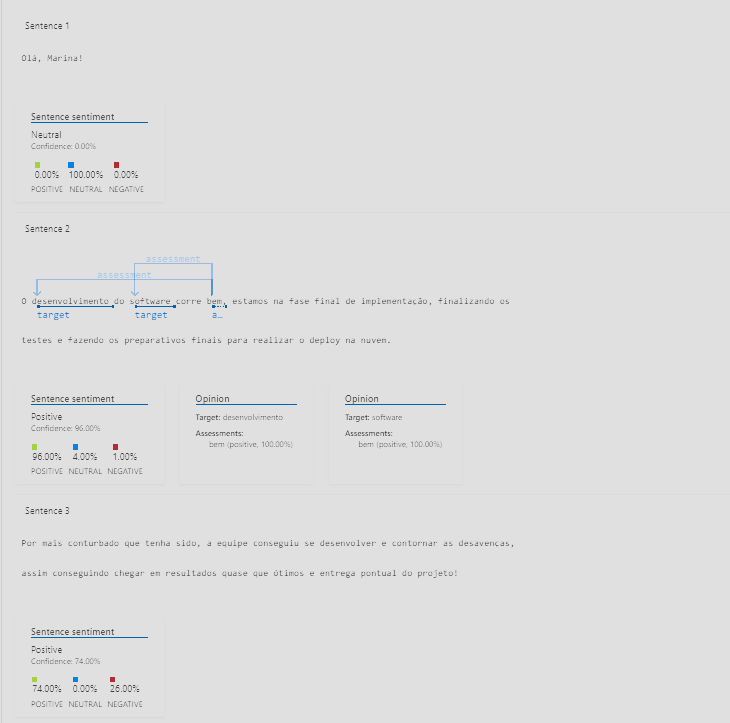 Sentence 1
Olá, Marina!
Sentence sentiment
Neutral
Confidence: 0.00%
0.00% 100.00% 0.00%
POSITIVE NEUTRAL NEGATIVE
Sentence 2
assessment
assessment
O desenvolvimento do software corre bem, estamos na fase final de implementação, finalizando os
target target a…
testes e fazendo os preparativos finais para realizar o deploy na nuvem.
Sentence sentiment
Positive
Confidence: 96.00%
96.00% 4.00% 1.00%
POSITIVE NEUTRAL NEGATIVE
Opinion
Target: desenvolvimento
Assessments:
bem (positive, 100.00%)
Opinion
Target: software
Assessments:
bem (positive, 100.00%)
Sentence 3
Por mais conturbado que tenha sido, a equipe conseguiu se desenvolver e contornar as desavencas,
assim conseguindo chegar em resultados quase que ótimos e entrega pontual do projeto!
Sentence sentiment
Positive
Confidence: 74.00%
74.00% 0.00% 26.00%
POSITIVE NEUTRAL NEGATIVE